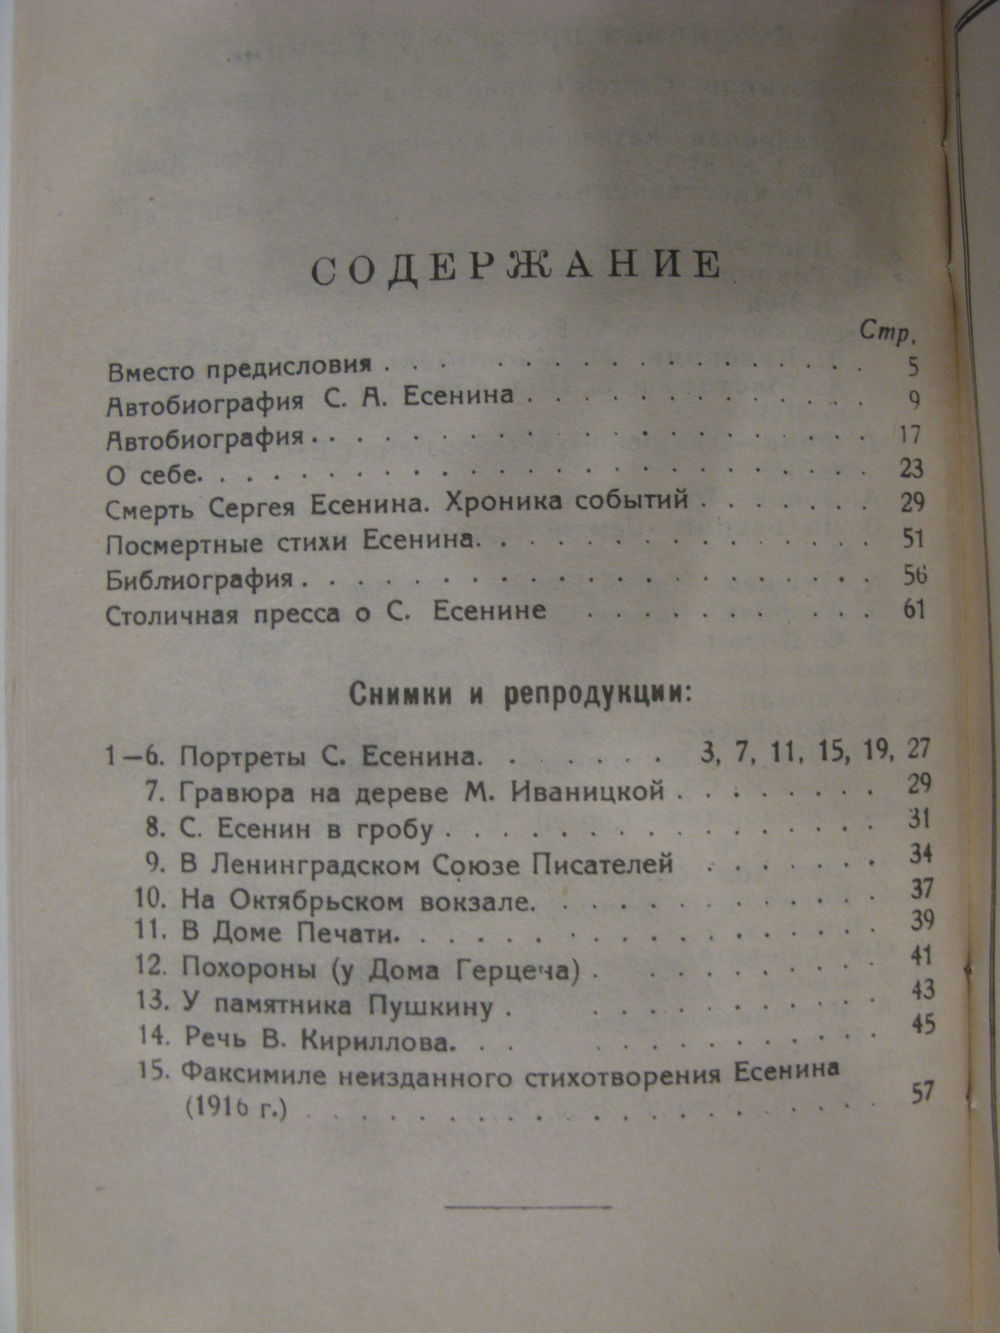 СОДЕРЖАНИЕ
Стр.
Вместо предисловия . . . . . . . . . . . . . . . . 5
Автобиография С. А. Есенина . . . . . . . . . . . . 9
Автобиография . . . . . . . . . . . . . . . . . . . 17
О себе. . . . . . . . . . . . . . . . . . . . . . . 23
Смерть Сергея Есенина. Хроника событий . . . . . . 29
Посмертные стихи Есенина. . . . . . . . . . . . . . 51
Библиография . . . . . . . . . . . . . . . . . . . 56
Столичная пресса о С. Есенине . . . . . . . . . . 61
Снимки и репродукции:
1—6. Портреты С. Есенина. . . . . . . 3, 7, 11, 15, 19, 27
7. Гравюра на дереве М. Иваницкой . . . . . . . . 29
8. С. Есенин в гробу . . . . . . . . . . . . . . . 31
9. В Ленинградском Союзе Писателей . . . . . . . 34
10. На Октябрьском вокзале. . . . . . . . . . . . . 37
11. В Доме Печати. . . . . . . . . . . . . . . . . 39
12. Похороны (у Дома Герцеча) . . . . . . . . . . 41
13. У памятника Пушкину . . . . . . . . . . . . 43
14. Речь В. Кириллова. . . . . . . . . . . . . . 45
15. Факсимиле неизданного стихотворения Есенина
(1916 г.) . . . . . . . . . . . . . . . . . . . . 57